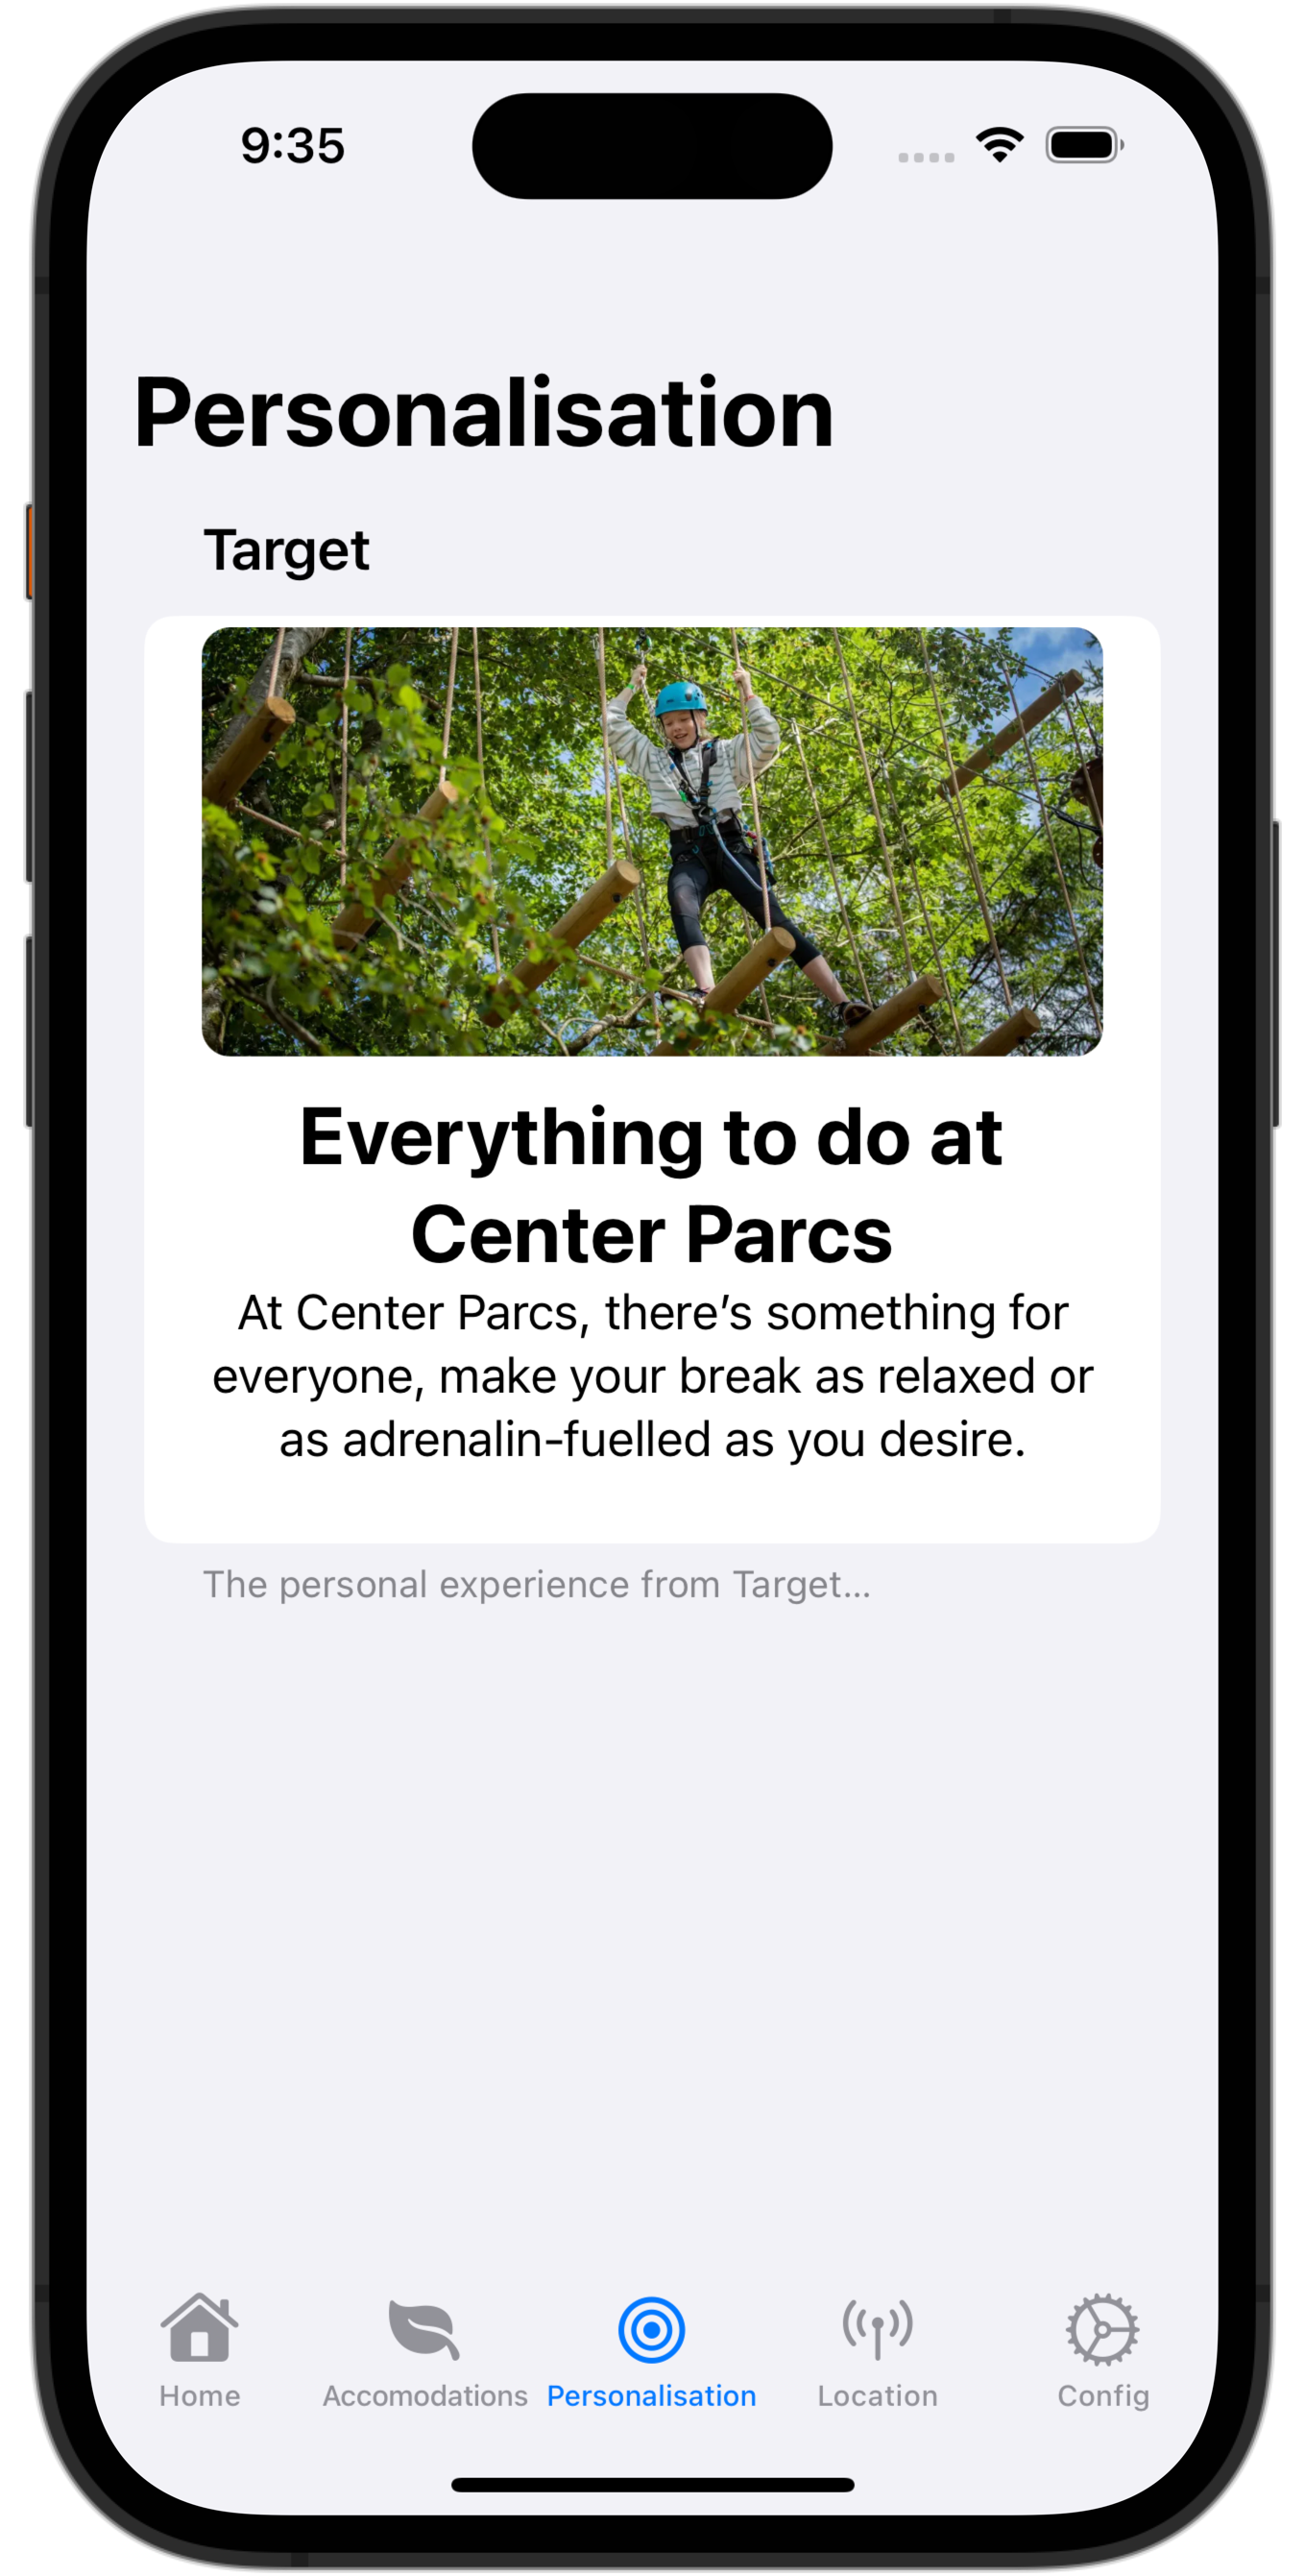 9:35
Personalisation
Target
Everything to do at
Center Parcs
At Center Parcs, there’s something for
everyone, make your break as relaxed or
as adrenalin-fuelled as you desire.
The personal experience from Target...
Home Accomodations Personalisation Location Config